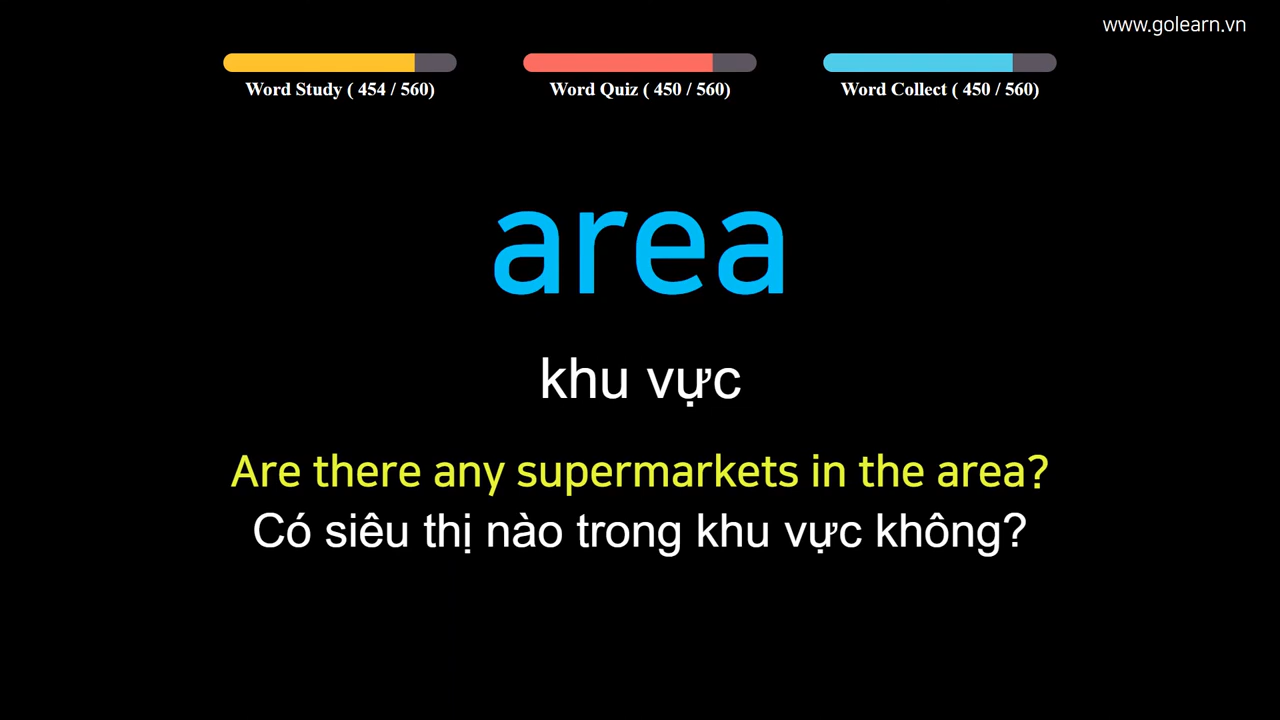 www.golearn.vn
Word Study ( 454 / 560)
Word Quiz ( 450 / 560)
Word Collect ( 450 / 560)
area
khu vực
Are there any supermarkets in the area?
Có siêu thị nào trong khu vực không?